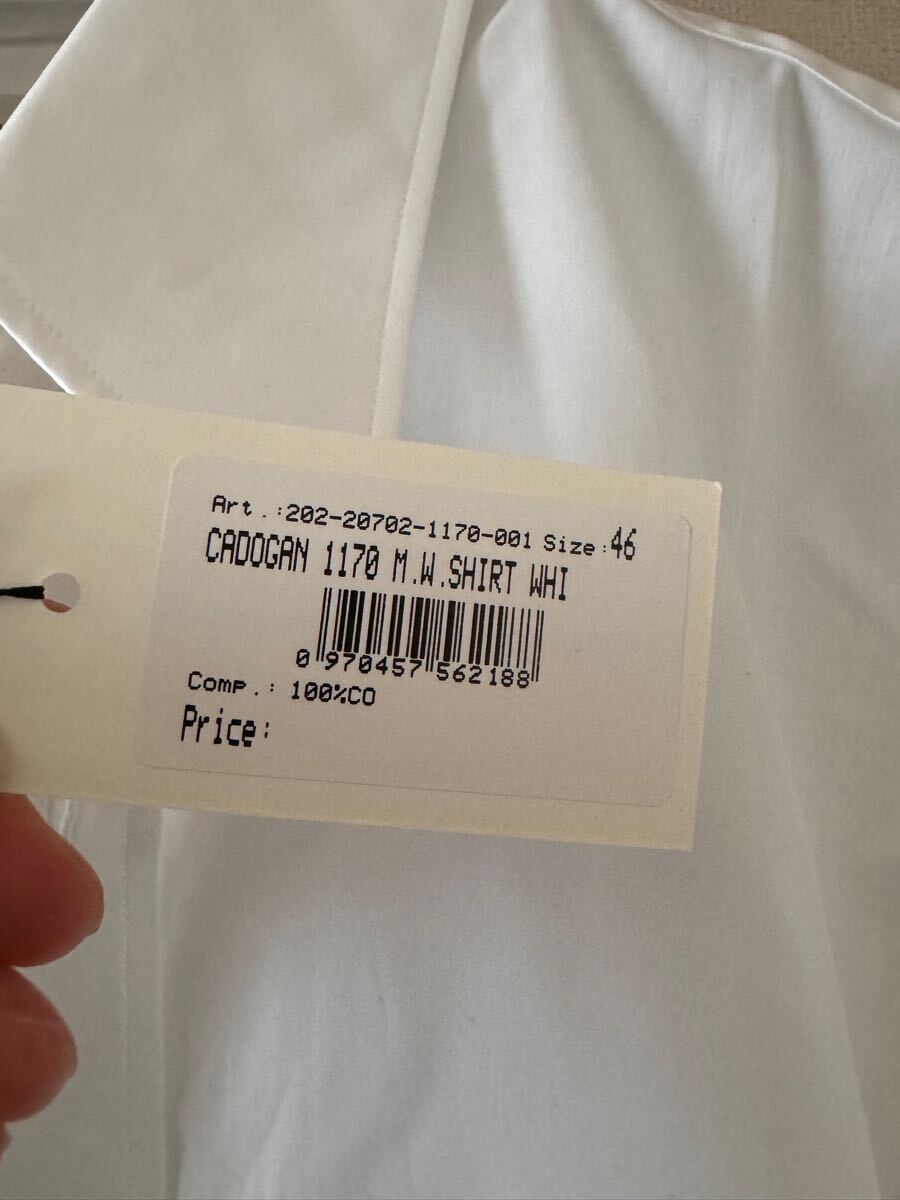 Art.:202-20702-1170-001 Size:46
CADOGAN 1170 M.W.SHIRT WHI
0 970457 562188
Comp.: 100%CO
Price: